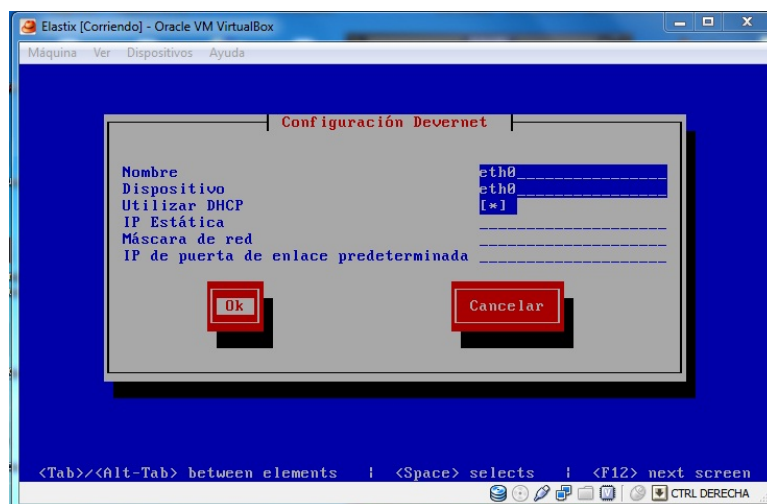 Elastix [Corriendo] - Oracle VM VirtualBox
Máquina Ver Dispositivos Ayuda
Configuración Devernet
Nombre eth0
Dispositivo eth0
Utilizar DHCP [*]
IP Estática
Máscara de red
IP de puerta de enlace predeterminada
Ok Cancelar
<Tab>/<Alt-Tab> between elements | <Space> selects | <F12> next screen
CTRL DERECHA